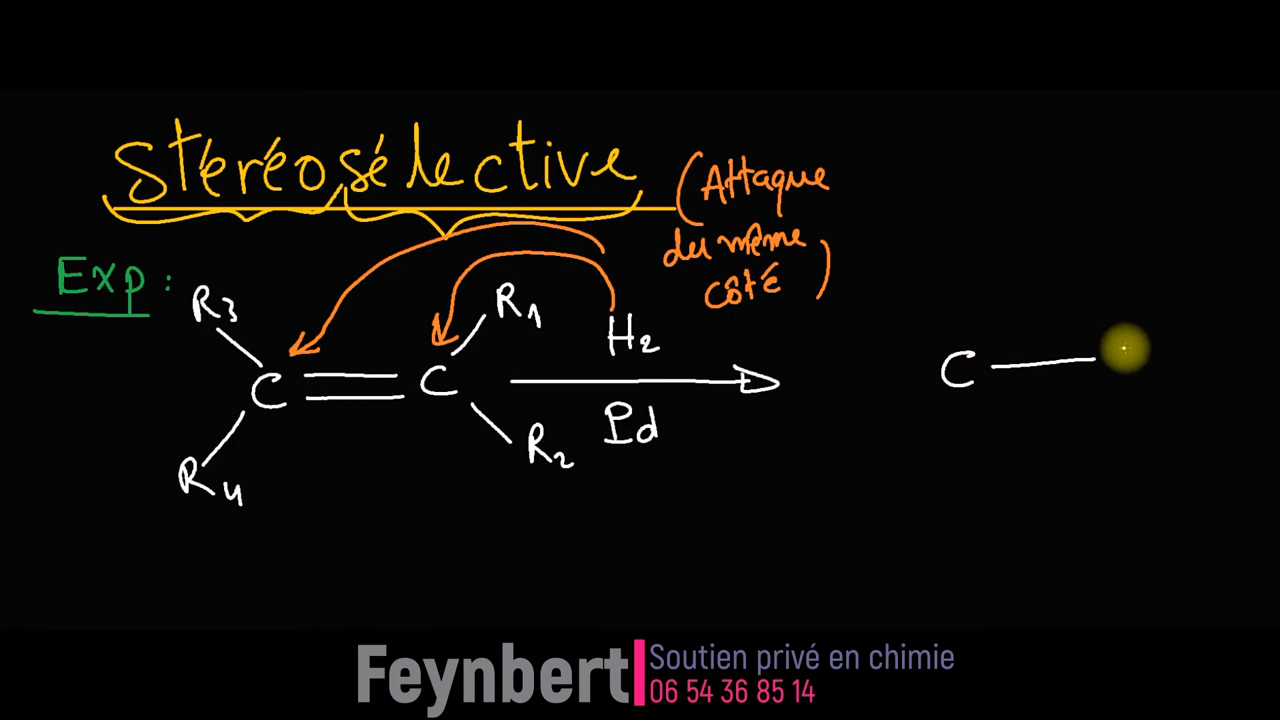 Stéréosélective
(Attaque
du même
côté)
Exp :
R3
R1
H2
C = C
C
Pd
R4
R2
Feynbert
Soutien privé en chimie
06 54 36 85 14